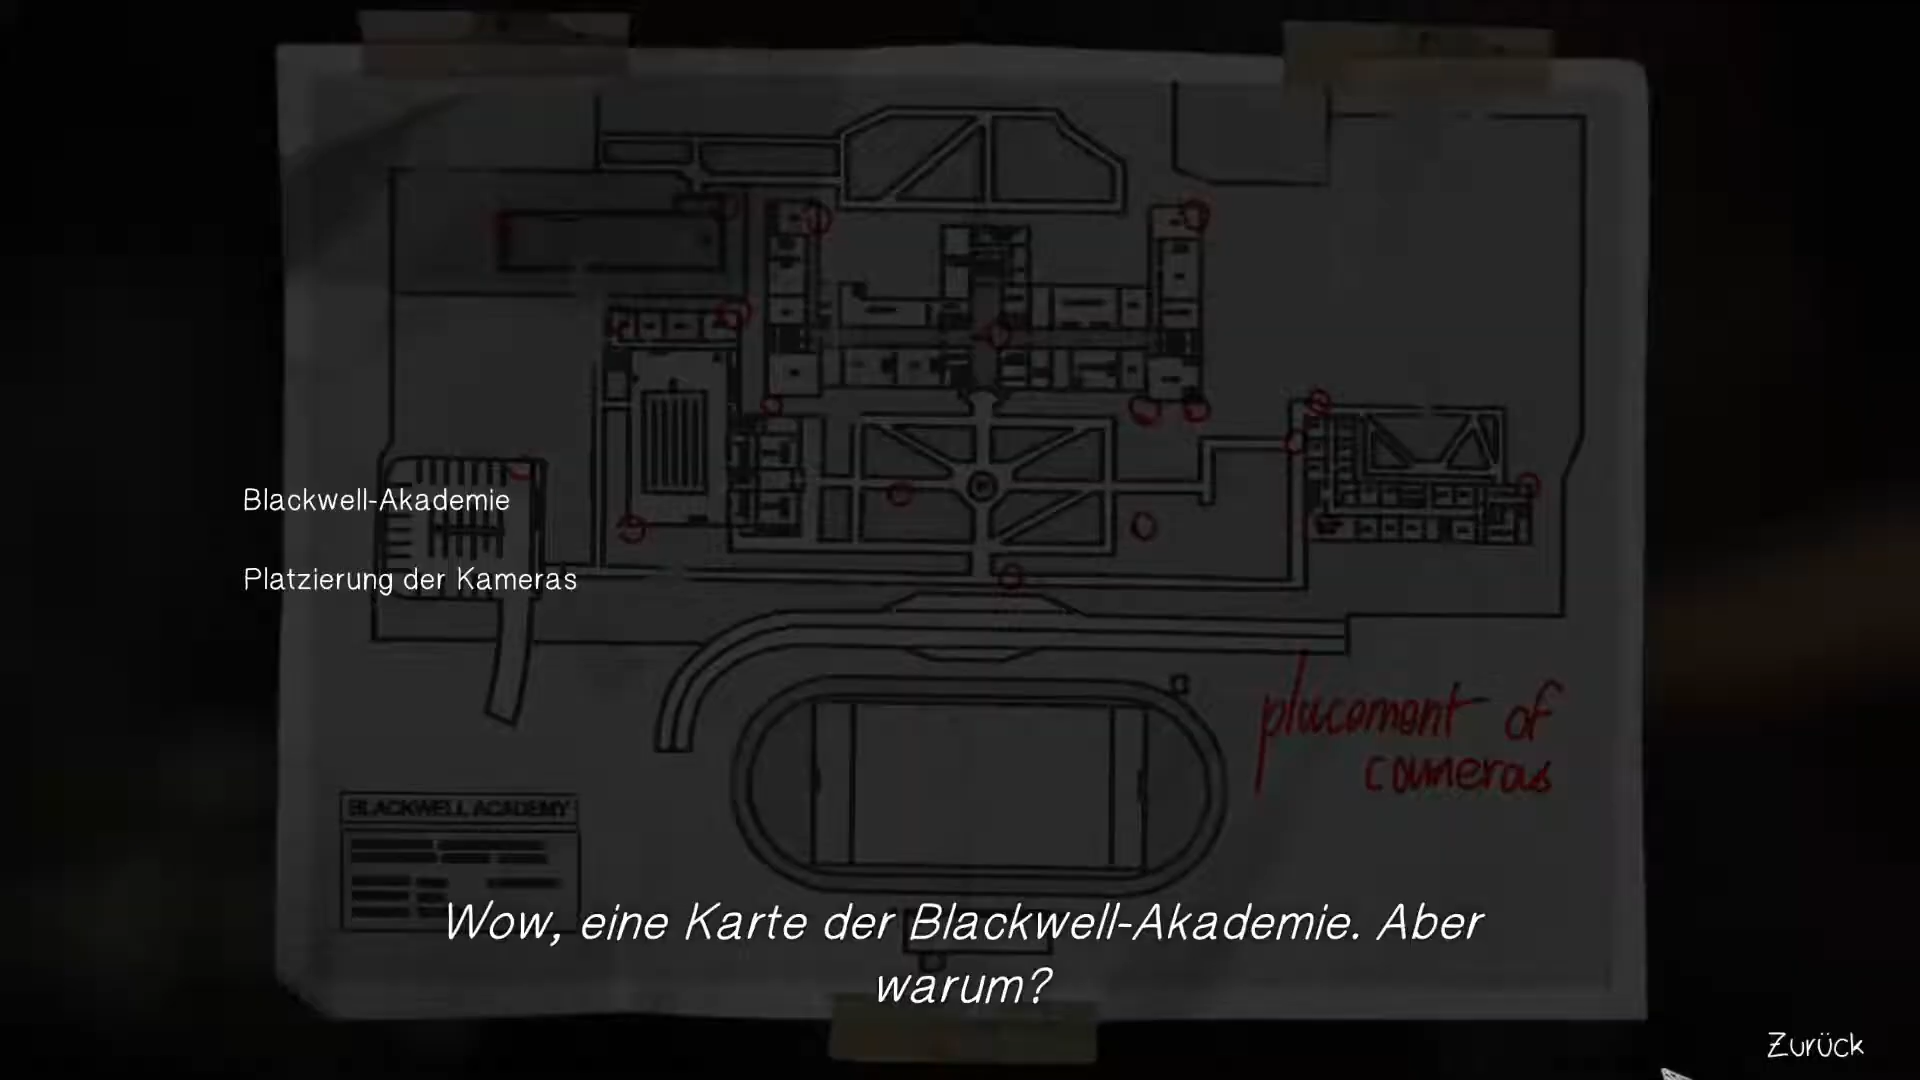 Blackwell-Akademie
Platzierung der Kameras
placement of
cameras
BLACKWELL ACADEMY
Wow, eine Karte der Blackwell-Akademie. Aber
warum?
Zurück